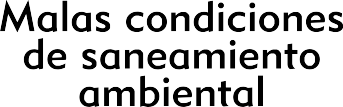 Malas condiciones
de saneamiento
ambiental